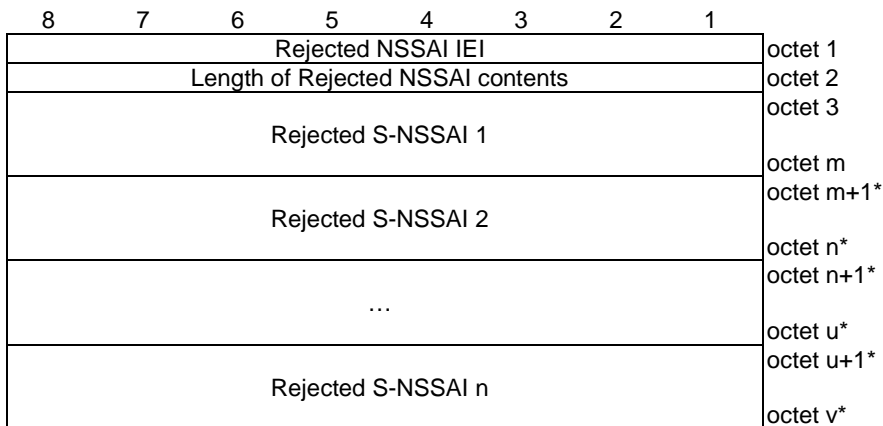 8 7 6 5 4 3 2 1
Rejected NSSAI IEI octet 1
Length of Rejected NSSAI contents octet 2
octet 3
Rejected S-NSSAI 1
octet m
octet m+1*
Rejected S-NSSAI 2
octet n*
octet n+1*
…
octet u*
octet u+1*
Rejected S-NSSAI n
octet v*